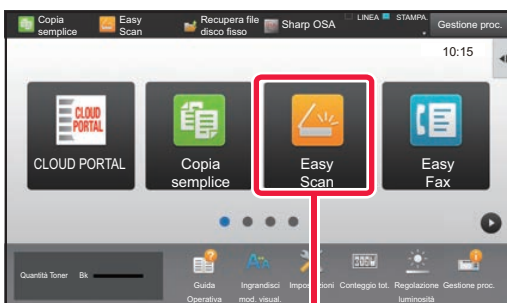 Copia semplice
Easy Scan
Recupera file disco fisso
Sharp OSA
LINEA
STAMPA.
Gestione proc.
10:15
CLOUD PORTAL
CLOUD PORTAL
Copia semplice
Easy Scan
Easy Fax
Quantità Toner Bk
Guida Operativa
Ingrandisci mod. visual.
Conteggio tot.
Regolazione luminosità
Gestione proc.